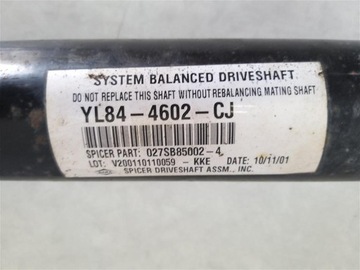 SYSTEM BALANCED DRIVESHAFT
DO NOT REPLACE THIS SHAFT WITHOUT REBALANCING MATING SHAFT
YL84-4602-CJ
SPICER PART: 027SB85002-4
LOT: V200110110059 -KKE DATE: 10/11/01
SPICER DRIVESHAFT ASSM., INC.